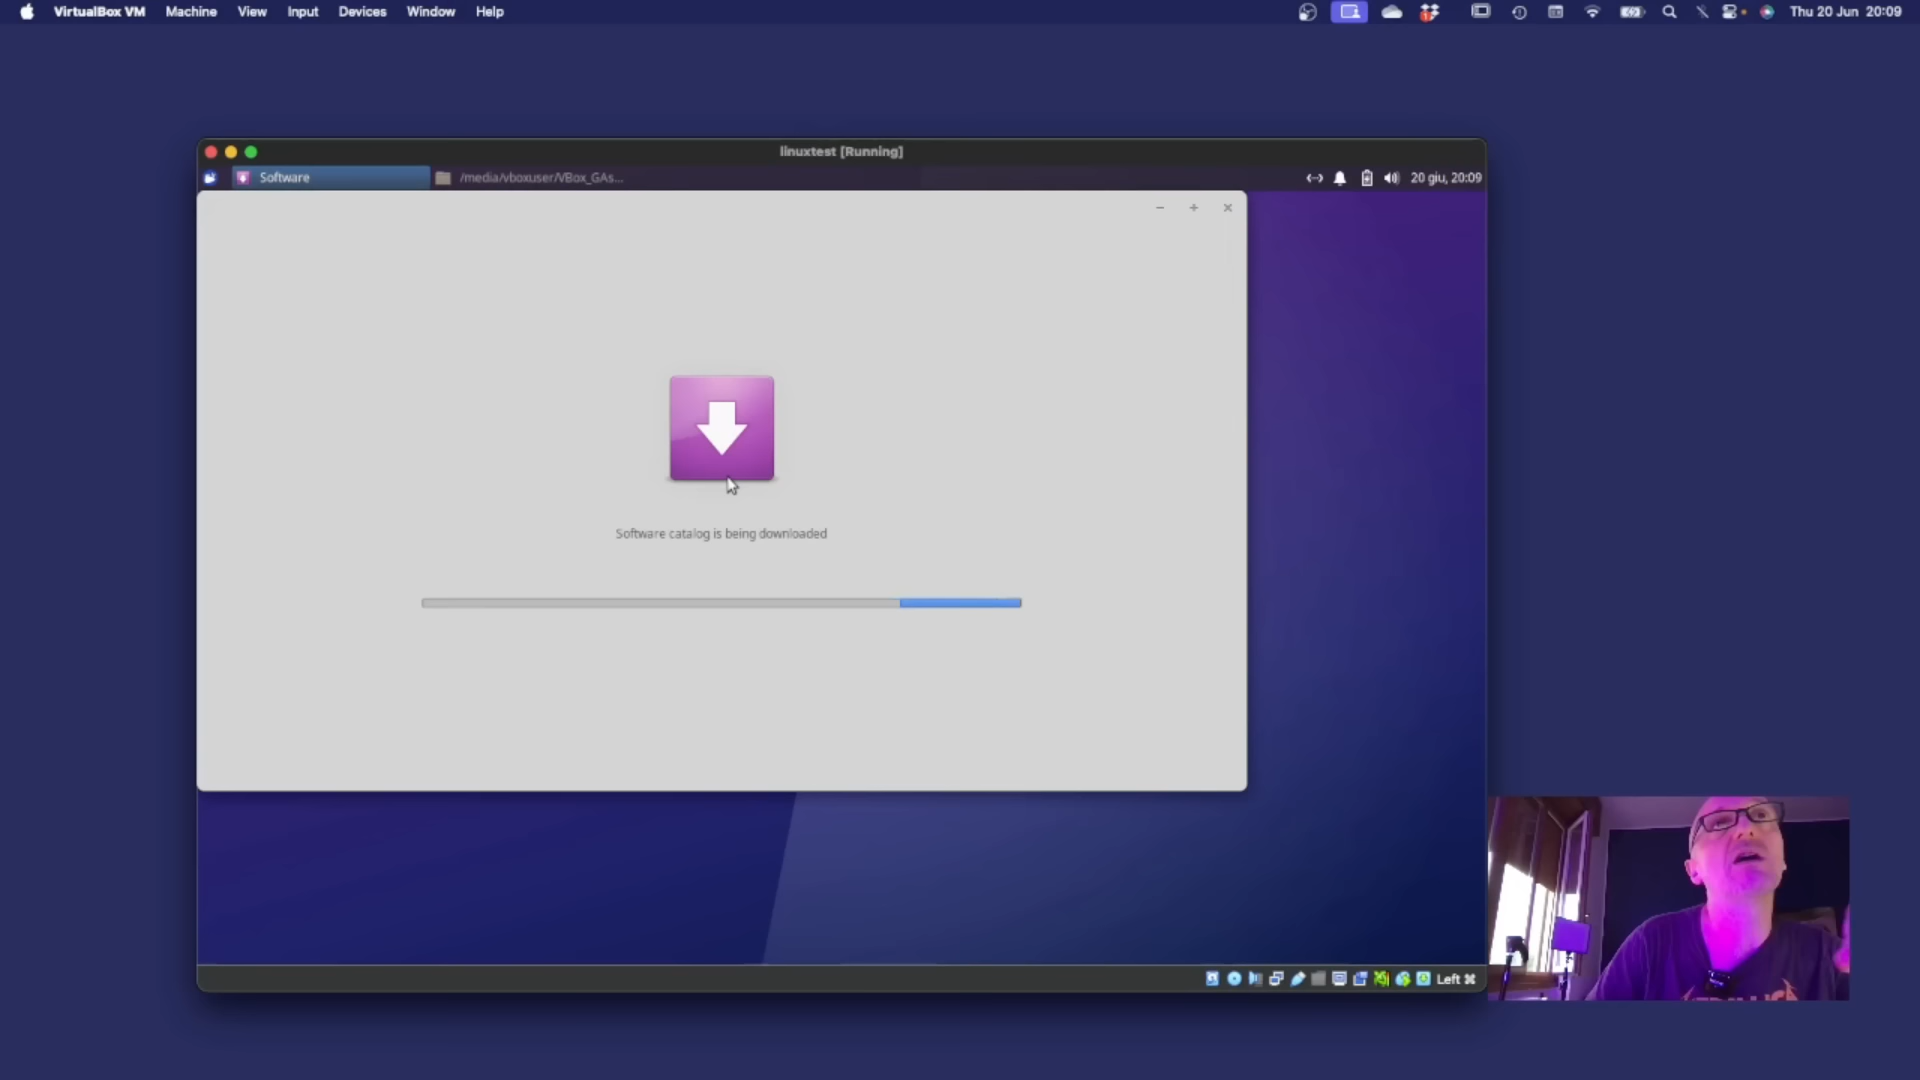 VirtualBox VM Machine View Input Devices Window Help Thu 20 Jun 20:09
linuxtest [Running]
Software /media/vboxuser/VBox_GAs... 20 giu, 20:09
Software catalog is being downloaded
Left ⌘